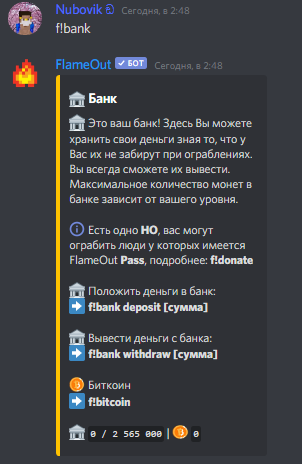 Nubovik Сегодня, в 2:48
f!bank
FlameOut БОТ Сегодня, в 2:48
Банк
Это ваш банк! Здесь Вы можете
хранить свои деньги зная то, что у
Вас их не забирут при ограблениях.
Вы всегда сможете их вывести.
Максимальное количество монет в
банке зависит от вашего уровня.
Есть одно НО, вас могут
ограбить люди у которых имеется
FlameOut Pass, подробнее: f!donate
Положить деньги в банк:
f!bank deposit [сумма]
Вывести деньги с банка:
f!bank withdraw [сумма]
Биткоин
f!bitcoin
0 / 2 565 000 | 0